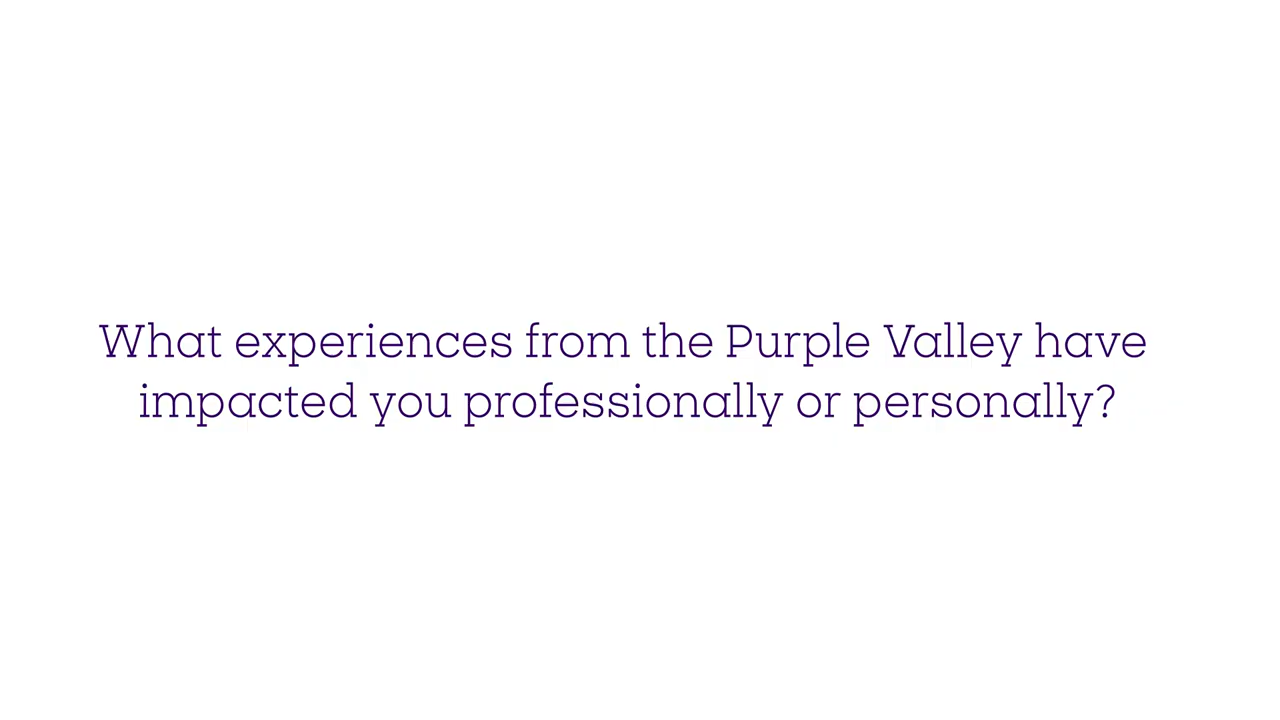 What experiences from the Purple Valley have
impacted you professionally or personally?